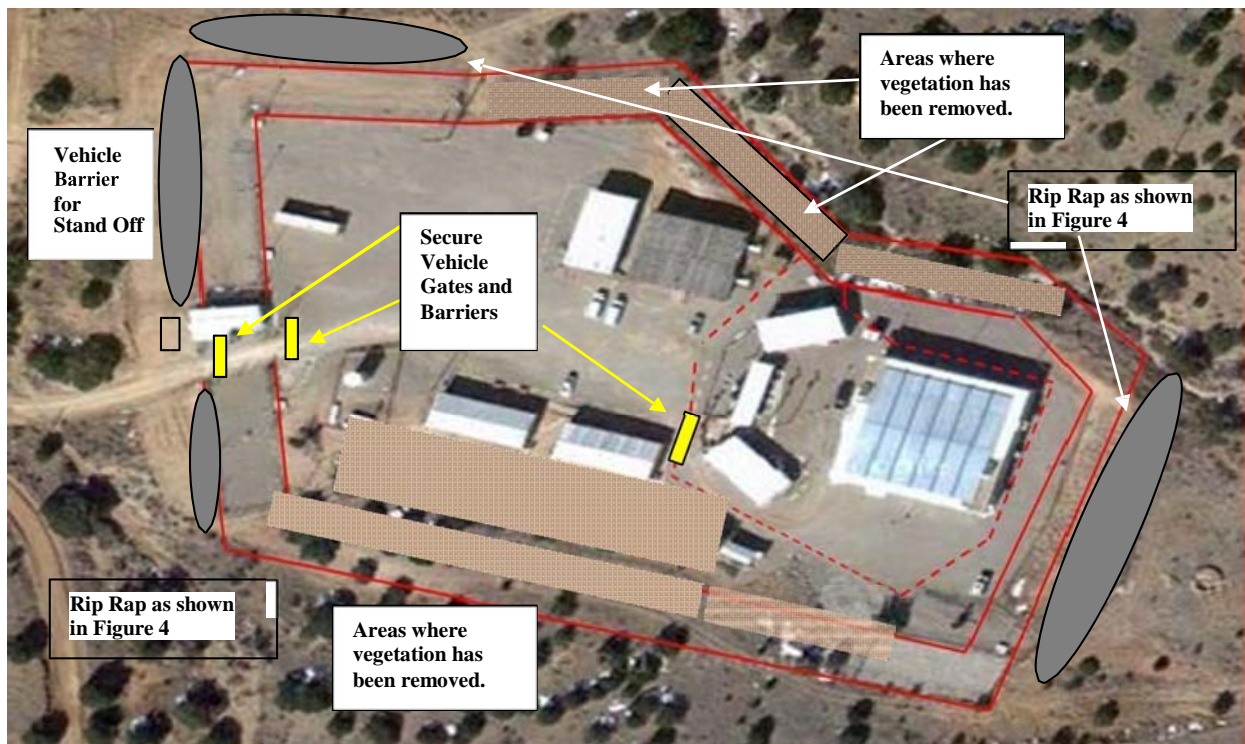 Areas where
vegetation has
been removed.
Vehicle
Barrier
for
Stand Off
Rip Rap as shown
in Figure 4
Secure
Vehicle
Gates and
Barriers
Rip Rap as shown
in Figure 4
Areas where
vegetation has
been removed.